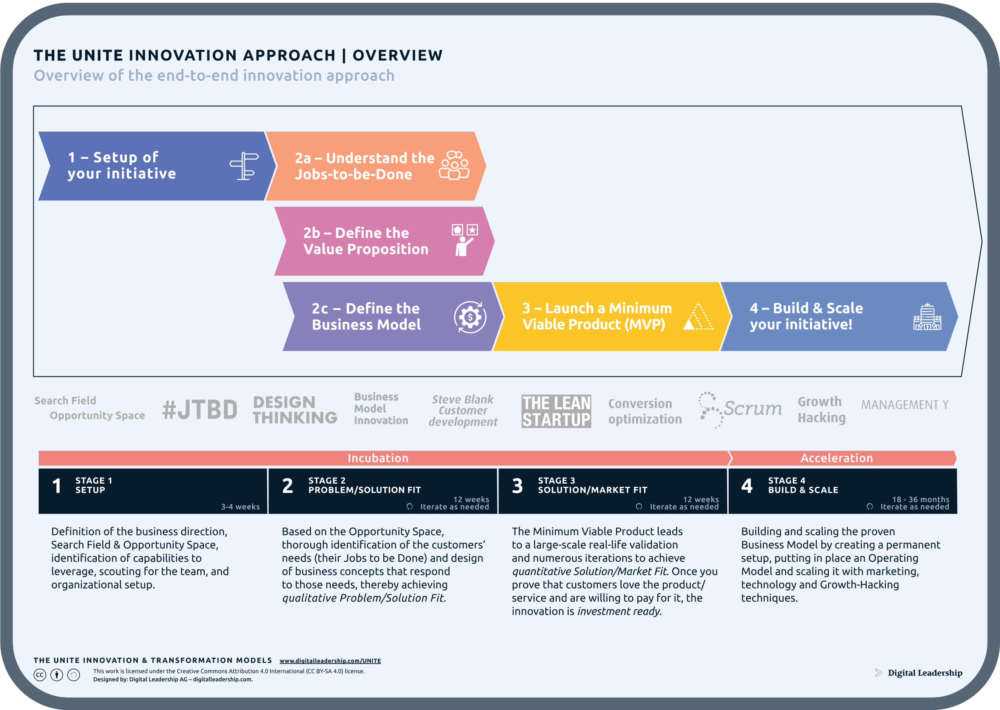 THE UNITE INNOVATION APPROACH | OVERVIEW
Overview of the end-to-end innovation approach
1 – Setup of
your initiative
2a – Understand the
Jobs-to-be-Done
2b – Define the
Value Proposition
2c – Define the
Business Model
$
3 – Launch a Minimum
Viable Product (MVP)
4 – Build & Scale
your initiative!
Search Field
Opportunity Space
#JTBD
DESIGN
THINKING
Business
Model
Innovation
Steve Blank
Customer
development
THE LEAN
STARTUP
Conversion
optimization
Scrum
Growth
Hacking
MANAGEMENT Y
Incubation
Acceleration
1
STAGE 1
SETUP
3-4 weeks
2
STAGE 2
PROBLEM/SOLUTION FIT
12 weeks
Iterate as needed
3
STAGE 3
SOLUTION/MARKET FIT
12 weeks
Iterate as needed
4
STAGE 4
BUILD & SCALE
18 - 36 months
Iterate as needed
Definition of the business direction,
Search Field & Opportunity Space,
identification of capabilities to
leverage, scouting for the team, and
organizational setup.
Based on the Opportunity Space,
thorough identification of the customers’
needs (their Jobs to be Done) and design
of business concepts that respond
to those needs, thereby achieving
qualitative Problem/Solution Fit.
The Minimum Viable Product leads
to a large-scale real-life validation
and numerous iterations to achieve
quantitative Solution/Market Fit. Once you
prove that customers love the product/
service and are willing to pay for it, the
innovation is investment ready.
Building and scaling the proven
Business Model by creating a permanent
setup, putting in place an Operating
Model and scaling it with marketing,
technology and Growth-Hacking
techniques.
THE UNITE INNOVATION & TRANSFORMATION MODELS www.digitalleadership.com/UNITE
cc
This work is licensed under the Creative Commons Attribution 4.0 International (CC BY-SA 4.0) license.
Designed by: Digital Leadership AG – digitalleadership.com.
Digital Leadership